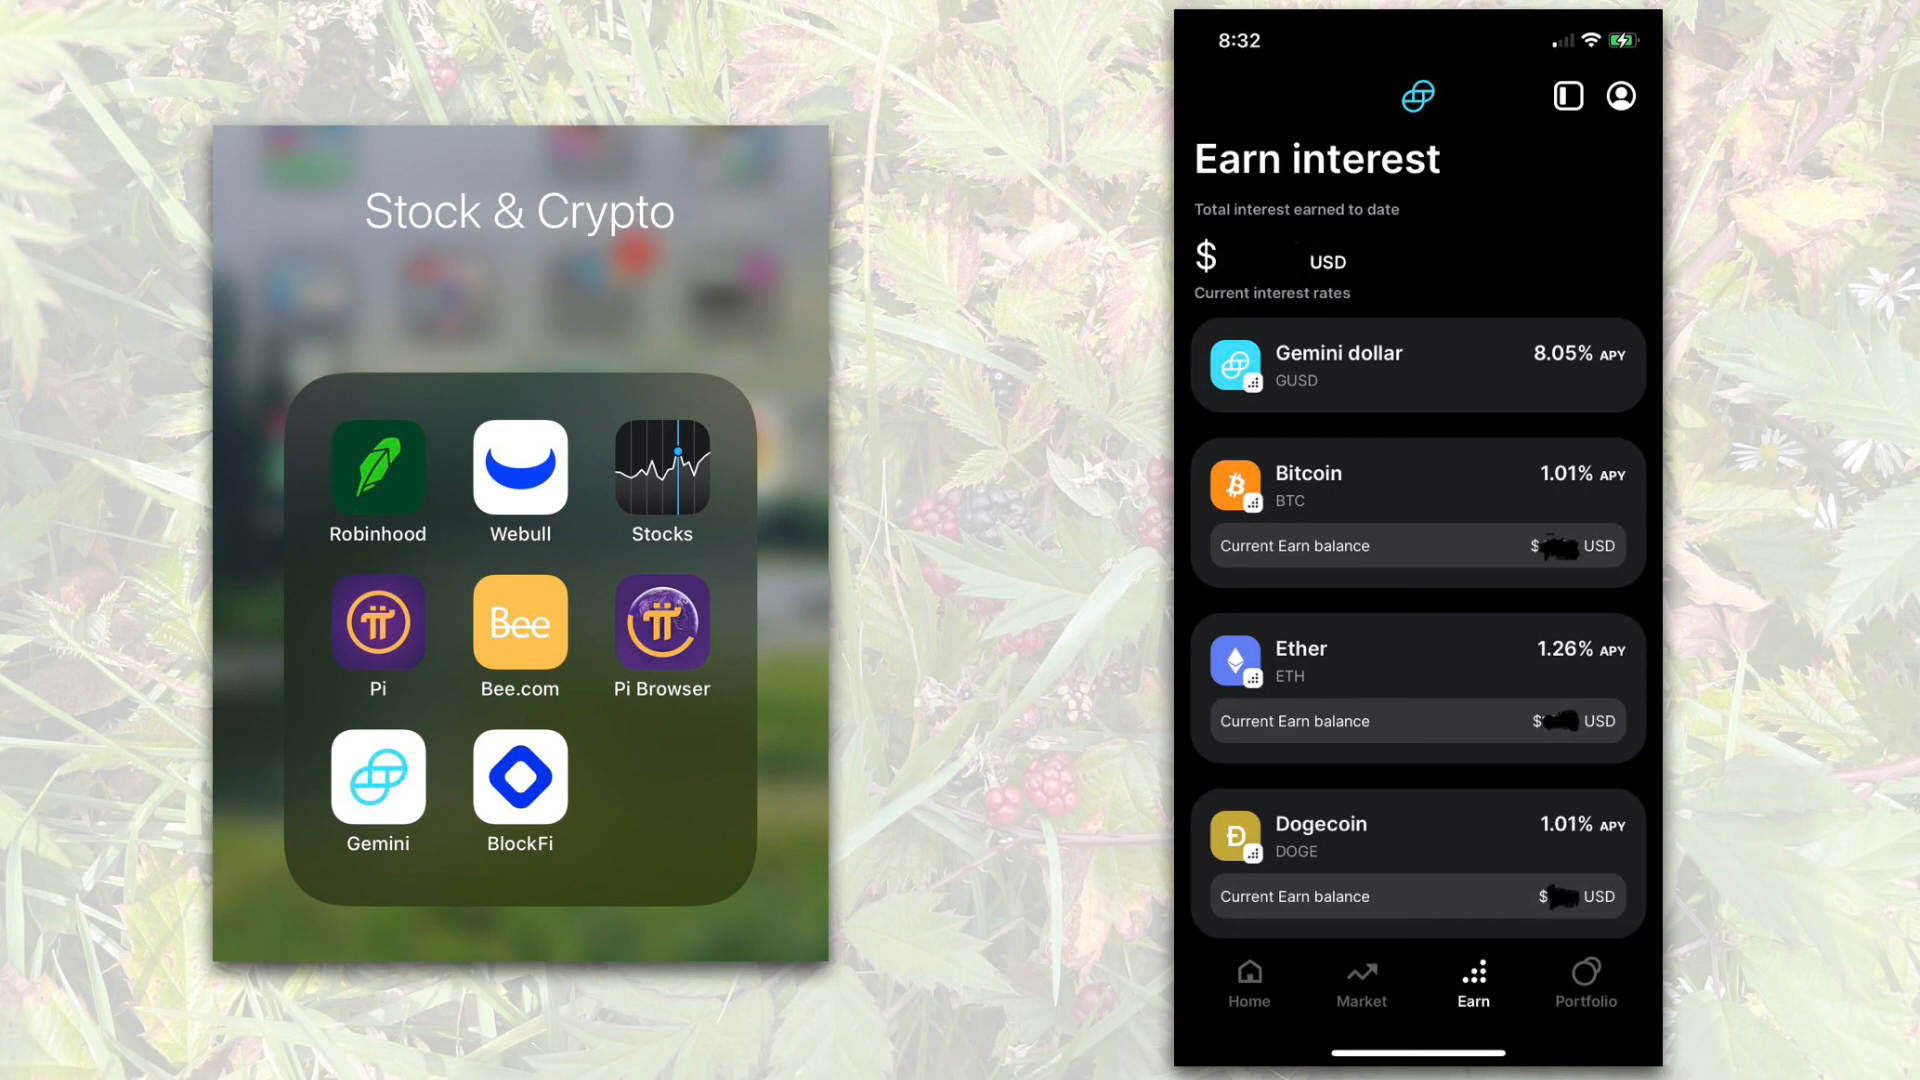 Stock & Crypto
Robinhood
Webull
Stocks
Pi
Bee
Bee.com
Pi Browser
Gemini
BlockFi
8:32
Earn interest
Total interest earned to date
$ USD
Current interest rates
Gemini dollar 8.05% APY
GUSD
Bitcoin 1.01% APY
BTC
Current Earn balance $ USD
Ether 1.26% APY
ETH
Current Earn balance $ USD
Dogecoin 1.01% APY
DOGE
Current Earn balance $ USD
Home Market Earn Portfolio